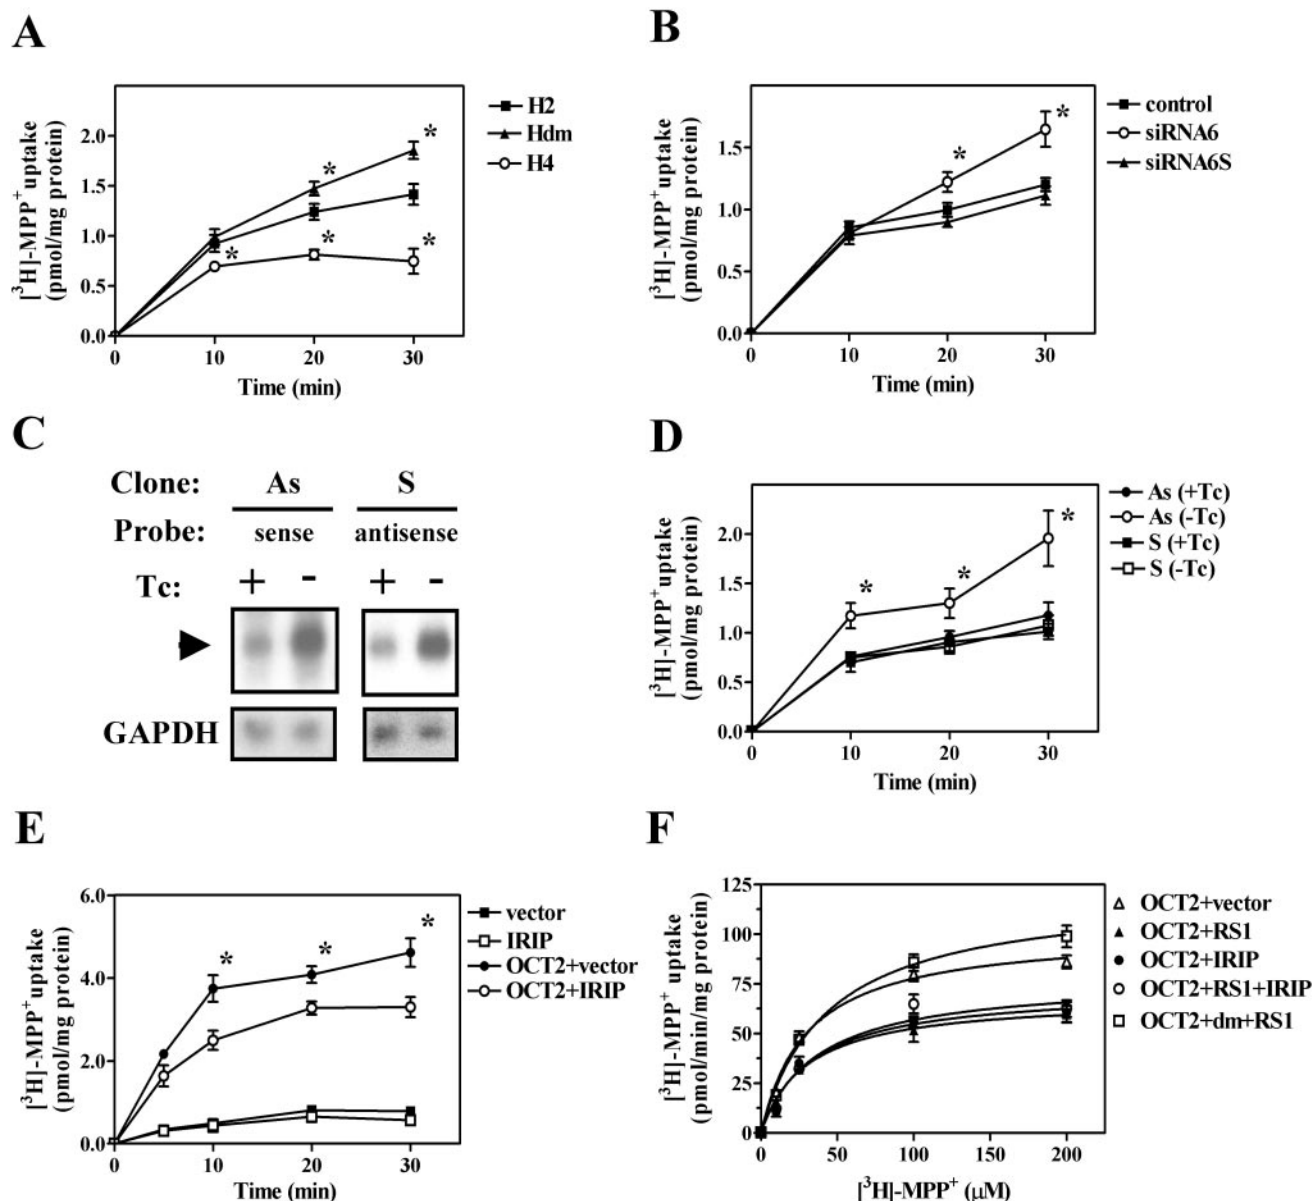 A
[³H]-MPP⁺uptake
(pmol/mg protein)
2.0
1.5
1.0
0.5
0.0
0 10 20 30
Time (min)
* * * * *
H2
Hdm
H4
B
[³H]-MPP⁺uptake
(pmol/mg protein)
1.5
1.0
0.5
0.0
0 10 20 30
Time (min)
* *
control
siRNA6
siRNA6S
C
Clone: As S
Probe: sense antisense
Tc: + - + -
GAPDH
D
[³H]-MPP⁺uptake
(pmol/mg protein)
2.0
1.5
1.0
0.5
0.0
0 10 20 30
Time (min)
* * *
As (+Tc)
As (-Tc)
S (+Tc)
S (-Tc)
E
[³H]-MPP⁺uptake
(pmol/mg protein)
6.0
4.0
2.0
0.0
0 10 20 30
Time (min)
* * *
vector
IRIP
OCT2+vector
OCT2+IRIP
F
[³H]-MPP⁺ uptake
(pmol/min/mg protein)
125
100
75
50
25
0
0 50 100 150 200
[³H]-MPP⁺ (μM)
OCT2+vector
OCT2+RS1
OCT2+IRIP
OCT2+RS1+IRIP
OCT2+dm+RS1